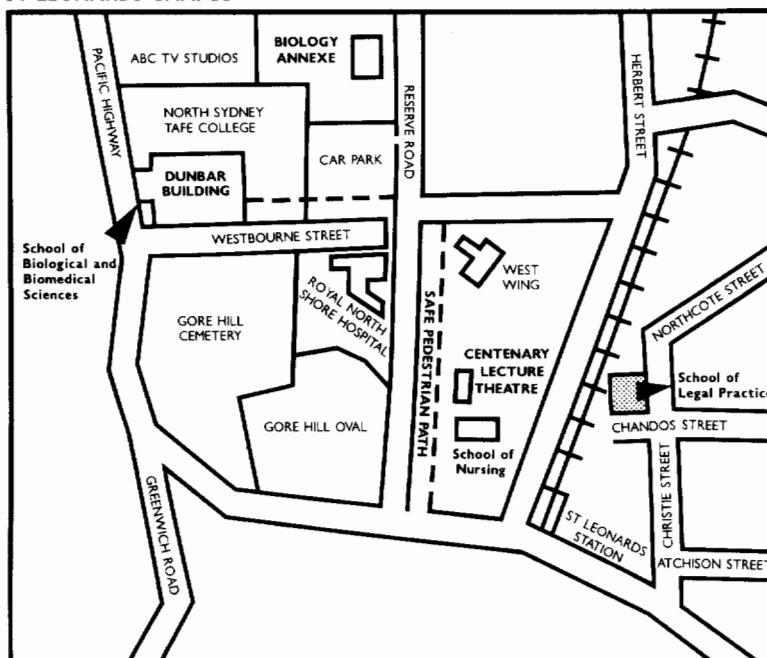 PACIFIC HIGHWAY
ABC TV STUDIOS
BIOLOGY
ANNEXE
RESERVE ROAD
HERBERT STREET
NORTH SYDNEY
TAFE COLLEGE
CAR PARK
DUNBAR
BUILDING
School of
Biological and
Biomedical
Sciences
WESTBOURNE STREET
GORE HILL
CEMETERY
ROYAL NORTH
SHORE HOSPITAL
WEST
WING
SAFE PEDESTRIAN PATH
NORTHCOTE STREET
CENTENARY
LECTURE
THEATRE
School of
Legal Practice
GORE HILL OVAL
School of
Nursing
CHANDOS STREET
CHRISTIE STREET
GREENWICH ROAD
ST LEONARDS
STATION
ATCHISON STREET